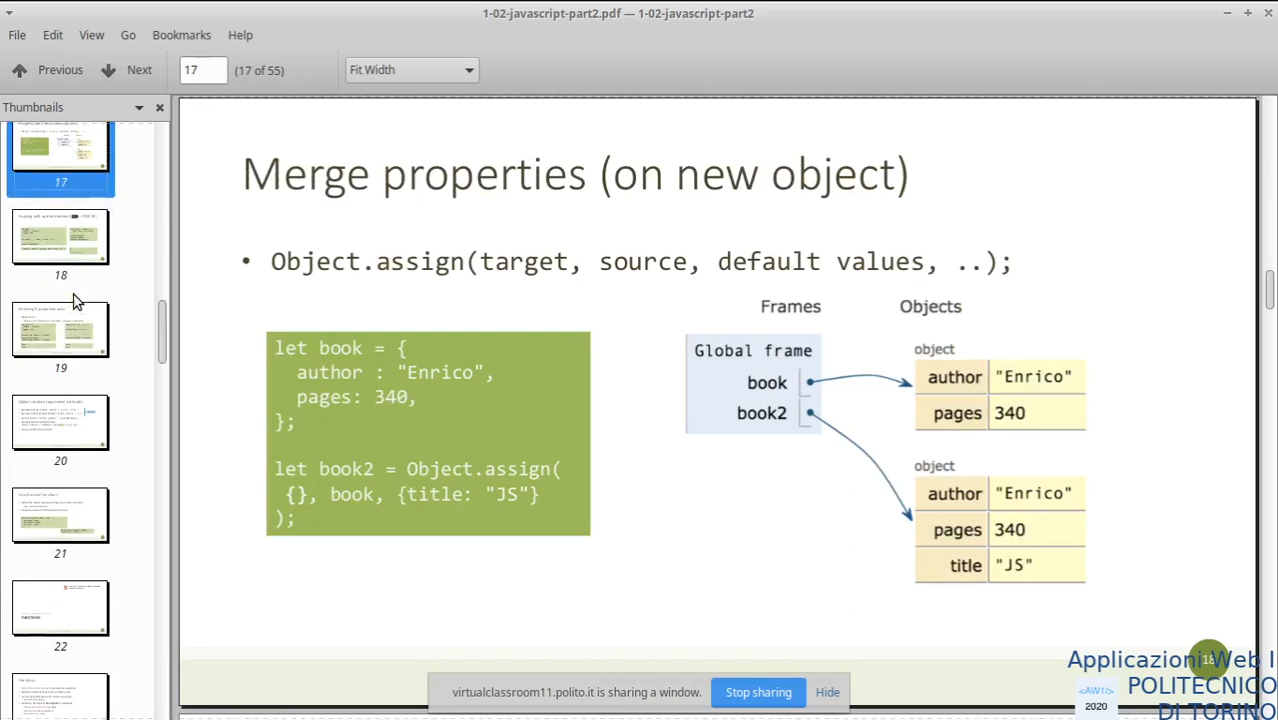 1-02-javascript-part2.pdf — 1-02-javascript-part2
File Edit View Go Bookmarks Help
Previous Next 17 (17 of 55) Fit Width
Thumbnails
17
18
19
20
21
22
Merge properties (on new object)
• Object.assign(target, source, default values, ..);
let book = {
author : "Enrico",
pages: 340,
};
let book2 = Object.assign(
{}, book, {title: "JS"}
);
Frames Objects
Global frame
book
book2
object
author "Enrico"
pages 340
object
author "Enrico"
pages 340
title "JS"
18
vc-aroom11.polito.it is sharing a window. Stop sharing Hide
Applicazioni Web I
POLITECNICO
DI TORINO
<AW1/>
2020